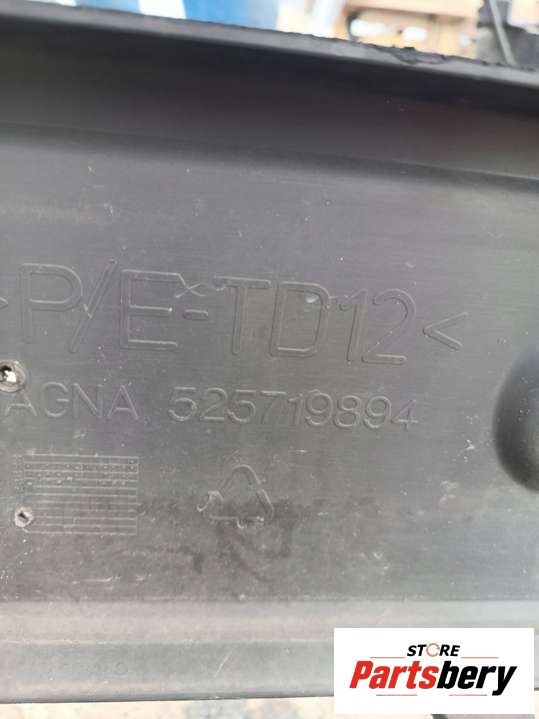 >P/E-TD12<
AGNA 525719894
STORE
Partsbery